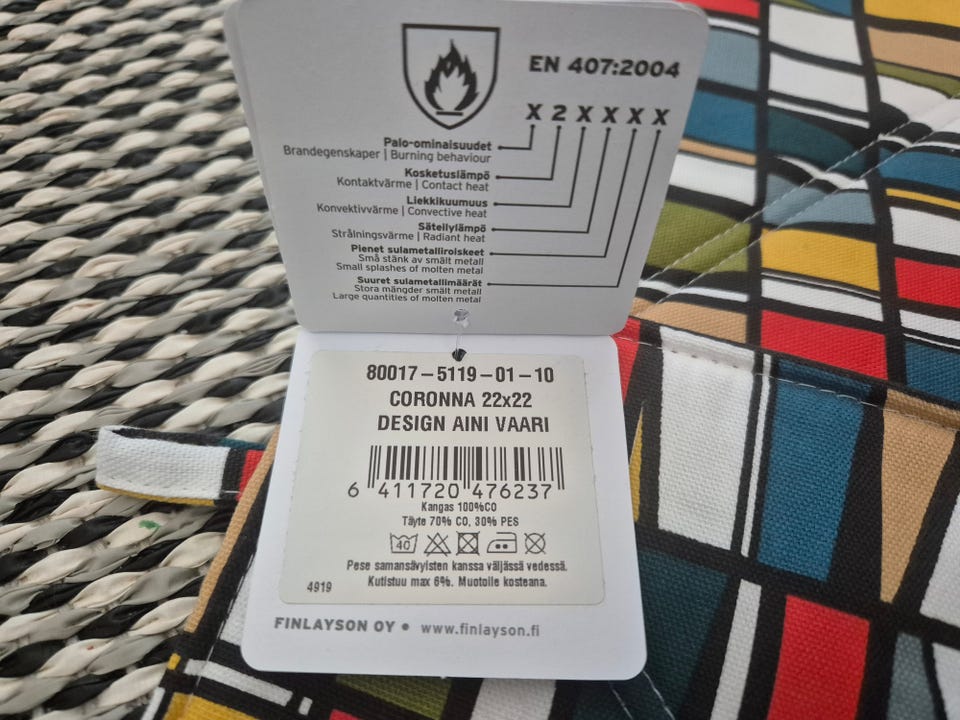 EN 407:2004
X 2 X X X X
Palo-ominaisuudet
Brandegenskaper | Burning behaviour
Kosketuslämpö
Kontaktvärme | Contact heat
Liekkikuumuus
Konvektivvärme | Convective heat
Säteilylämpö
Strålningsvärme | Radiant heat
Pienet sulametalliroiskeet
Små stänk av smält metall
Small splashes of molten metal
Suuret sulametallimäärät
Stora mängder smält metall
Large quantities of molten metal
80017-5119-01-10
CORONNA 22x22
DESIGN AINI VAARI
6 411720 476237
Kangas 100%CO
Täyte 70% CO, 30% PES
40
Pese samansävyisten kanssa väljässä vedessä.
Kutistuu max 6%. Muotoile kosteana.
4919
FINLAYSON OY • www.finlayson.fi